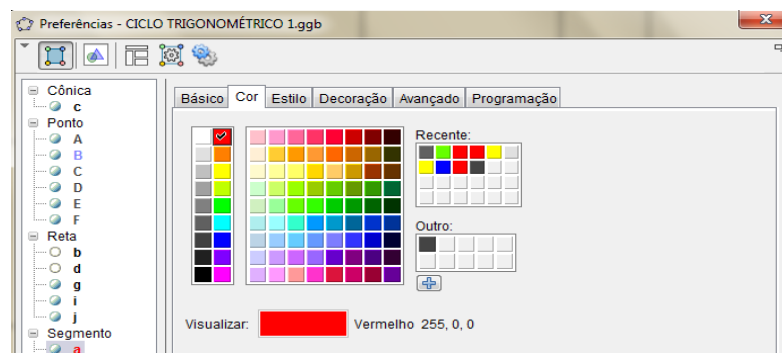 Preferências - CICLO TRIGONOMÉTRICO 1.ggb
Cônica
c
Ponto
A
B
C
D
E
F
Reta
b
d
g
i
j
Segmento
a
Básico Cor Estilo Decoração Avançado Programação
Recente:
Outro:
Visualizar: Vermelho 255, 0, 0